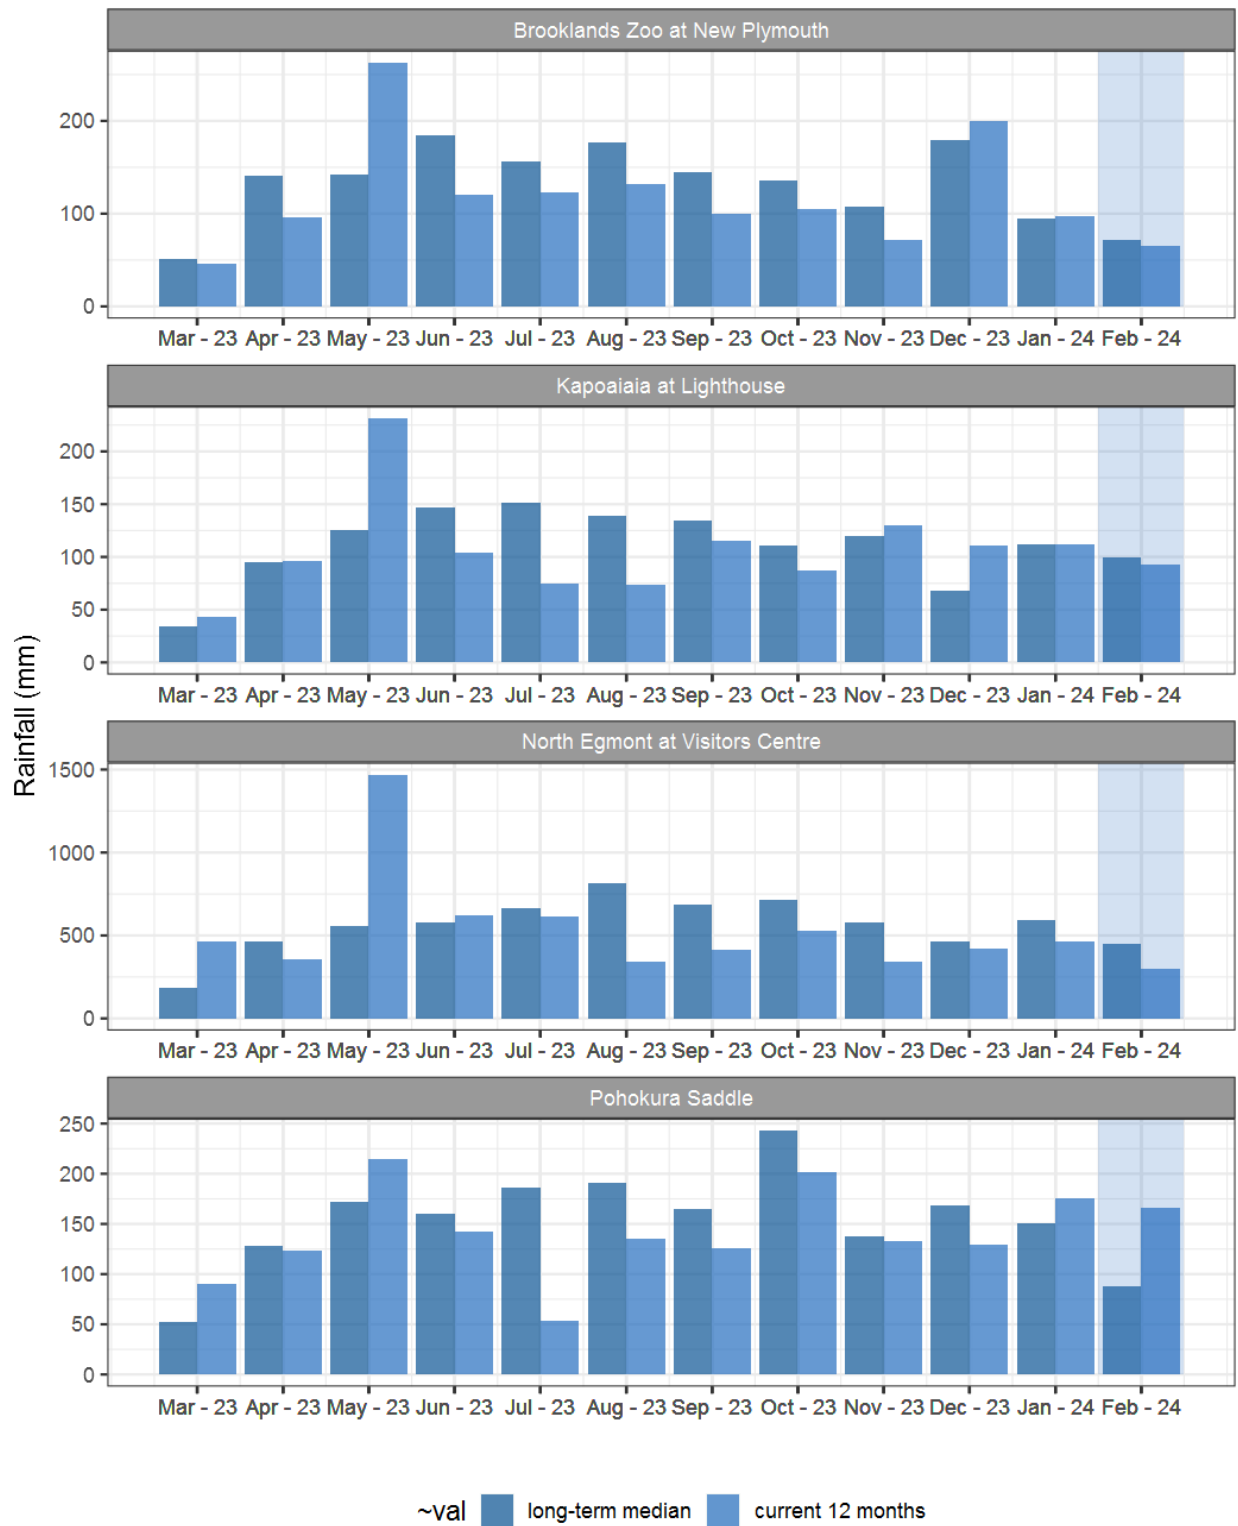 Brooklands Zoo at New Plymouth
200
100
0
Mar - 23 Apr - 23 May - 23 Jun - 23 Jul - 23 Aug - 23 Sep - 23 Oct - 23 Nov - 23 Dec - 23 Jan - 24 Feb - 24
Kapoaiaia at Lighthouse
200
150
100
50
0
Mar - 23 Apr - 23 May - 23 Jun - 23 Jul - 23 Aug - 23 Sep - 23 Oct - 23 Nov - 23 Dec - 23 Jan - 24 Feb - 24
Rainfall (mm)
North Egmont at Visitors Centre
1500
1000
500
0
Mar - 23 Apr - 23 May - 23 Jun - 23 Jul - 23 Aug - 23 Sep - 23 Oct - 23 Nov - 23 Dec - 23 Jan - 24 Feb - 24
Pohokura Saddle
250
200
150
100
50
0
Mar - 23 Apr - 23 May - 23 Jun - 23 Jul - 23 Aug - 23 Sep - 23 Oct - 23 Nov - 23 Dec - 23 Jan - 24 Feb - 24
~val long-term median current 12 months